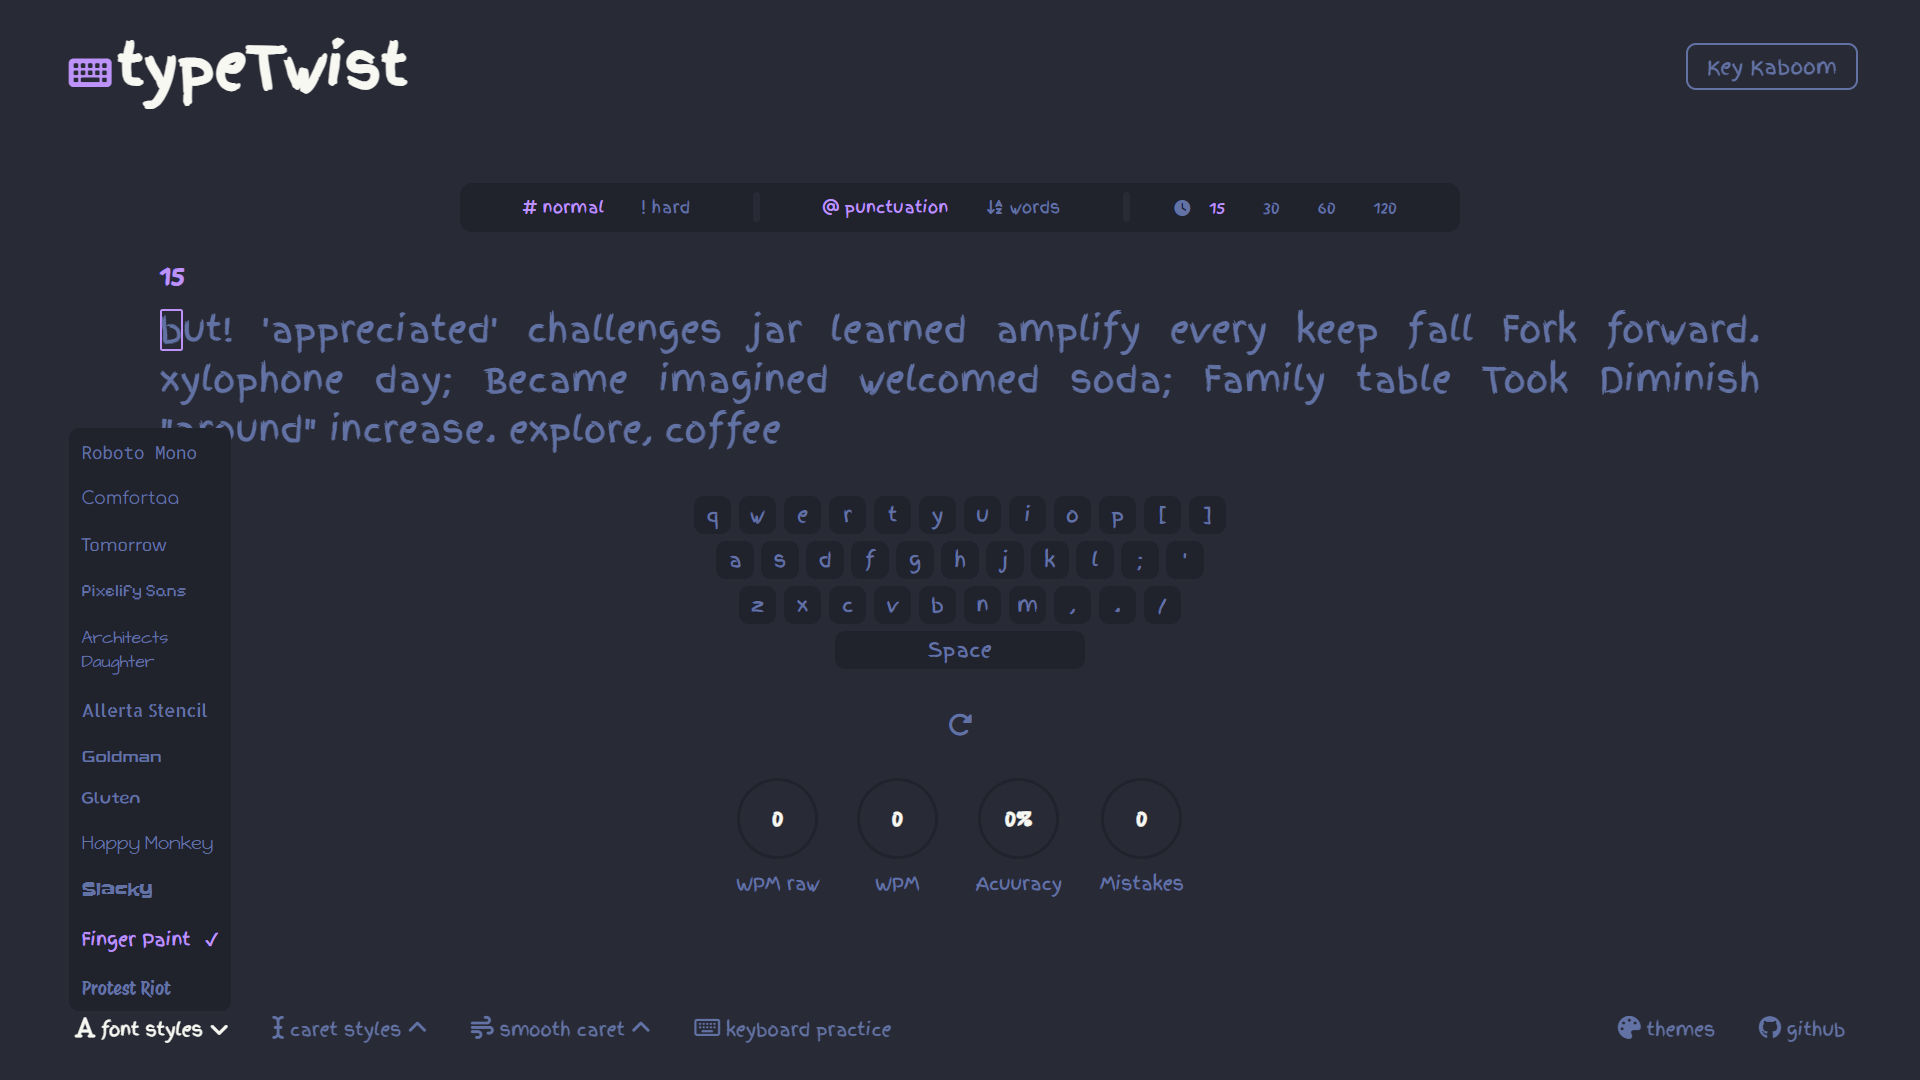 typeTwist
Key Kaboom
# normal ! hard @ punctuation words 15 30 60 120
15
but! 'appreciated' challenges jar learned amplify every keep fall Fork forward.
xylophone day; Became imagined welcomed soda; Family table Took Diminish
"around" increase. explore, coffee
q w e r t y u i o p [ ]
a s d f g h j k l ; '
z x c v b n m , . /
Space
0 0 0% 0
WPM raw WPM Acuuracy Mistakes
Roboto Mono
Comfortaa
Tomorrow
Pixelify Sans
Architects
Daughter
Allerta Stencil
Goldman
Gluten
Happy Monkey
Slacky
Finger Paint ✓
Protest Riot
A font styles caret styles smooth caret keyboard practice themes github